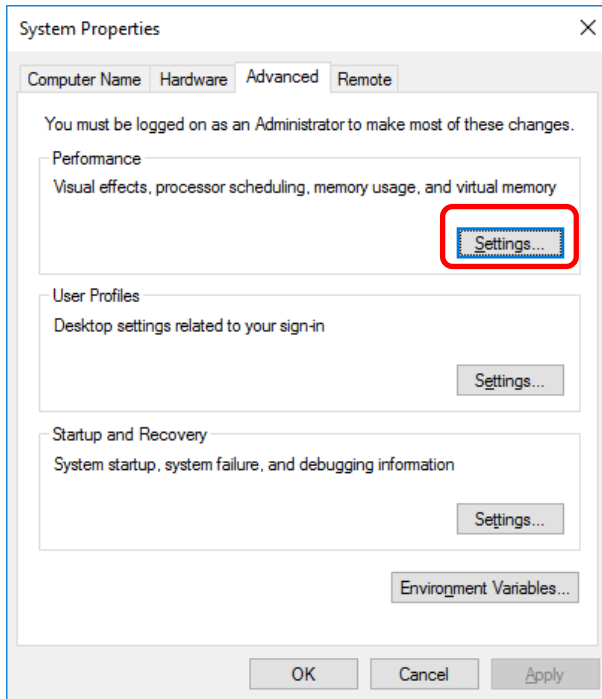 System Properties
Computer Name Hardware Advanced Remote
You must be logged on as an Administrator to make most of these changes.
Performance
Visual effects, processor scheduling, memory usage, and virtual memory
Settings...
User Profiles
Desktop settings related to your sign-in
Settings...
Startup and Recovery
System startup, system failure, and debugging information
Settings...
Environment Variables...
OK Cancel Apply